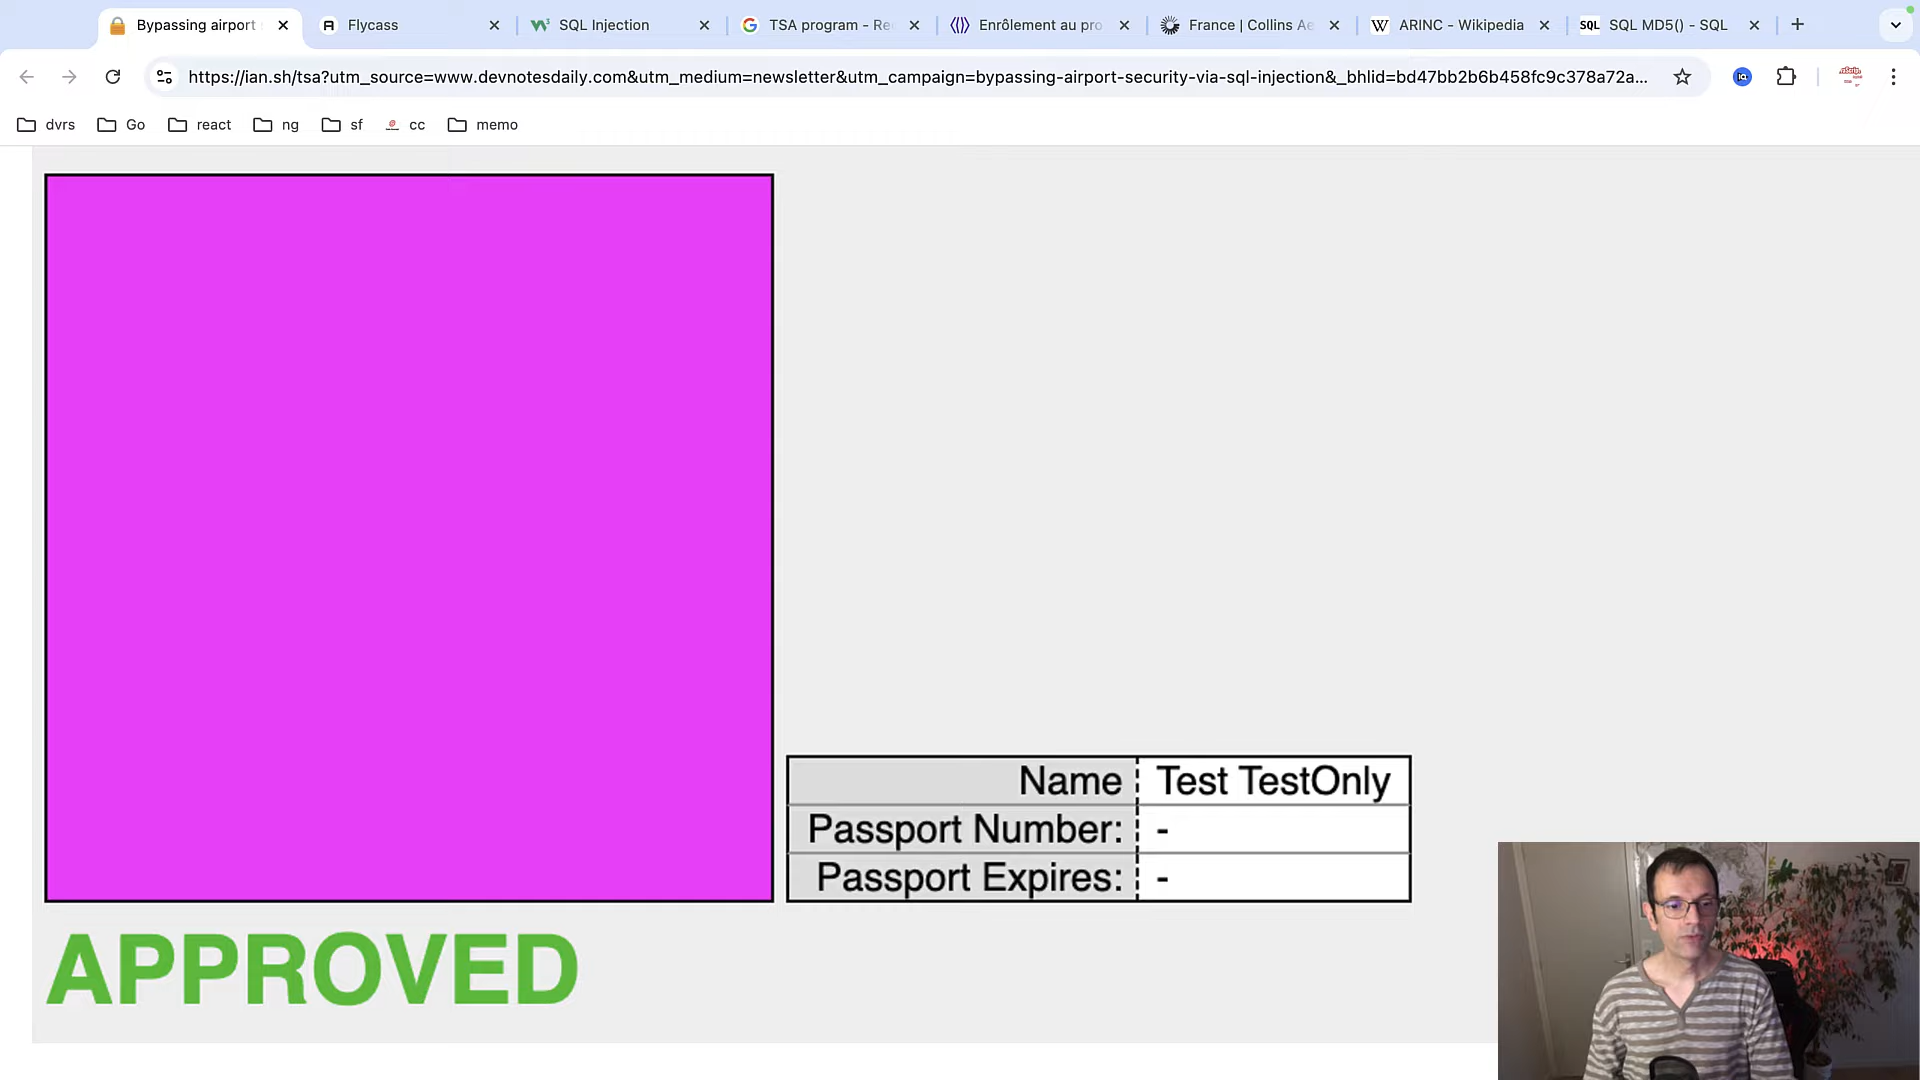 Bypassing airport
Flycass
SQL Injection
TSA program - Re
Enrôlement au pro
France | Collins Ae
ARINC - Wikipedia
SQL
SQL MD5() - SQL
https://ian.sh/tsa?utm_source=www.devnotesdaily.com&utm_medium=newsletter&utm_campaign=bypassing-airport-security-via-sql-injection&_bhlid=bd47bb2b6b458fc9c378a72a...
dvrs
Go
react
ng
sf
cc
memo
Name
Test TestOnly
Passport Number:
-
Passport Expires:
-
APPROVED